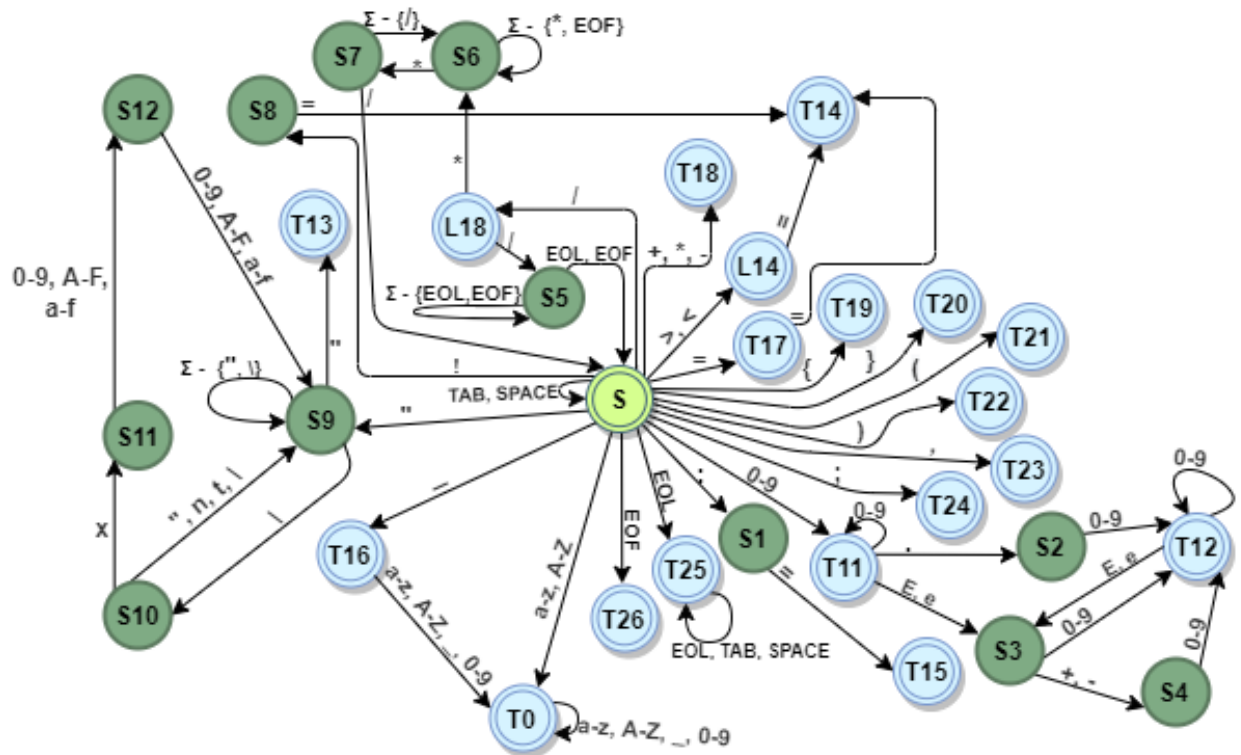 Σ - {/}
Σ - {*, EOF}
S7
S6
*
S12
S8
=
/
T14
*
T18
0-9, A-F, a-f
T13
L18
/
/
EOL, EOF
+, *, -
=
L14
0-9, A-F,
a-f
Σ - {EOL,EOF}
S5
>, <
T19
T20
T21
"
!
=
T17
=
{
}
(
Σ - {", \}
TAB, SPACE
S
T22
S11
S9
"
)
,
T23
", n, t, \
\
_
EOL
:
0-9
;
T24
0-9
x
EOF
0-9
S2
0-9
T16
a-z, A-Z
T25
S1
T11
.
T12
S10
a-z, A-Z, _, 0-9
T26
=
E, e
E, e
EOL, TAB, SPACE
S3
0-9
0-9
T15
+, -
S4
T0
a-z, A-Z, _, 0-9